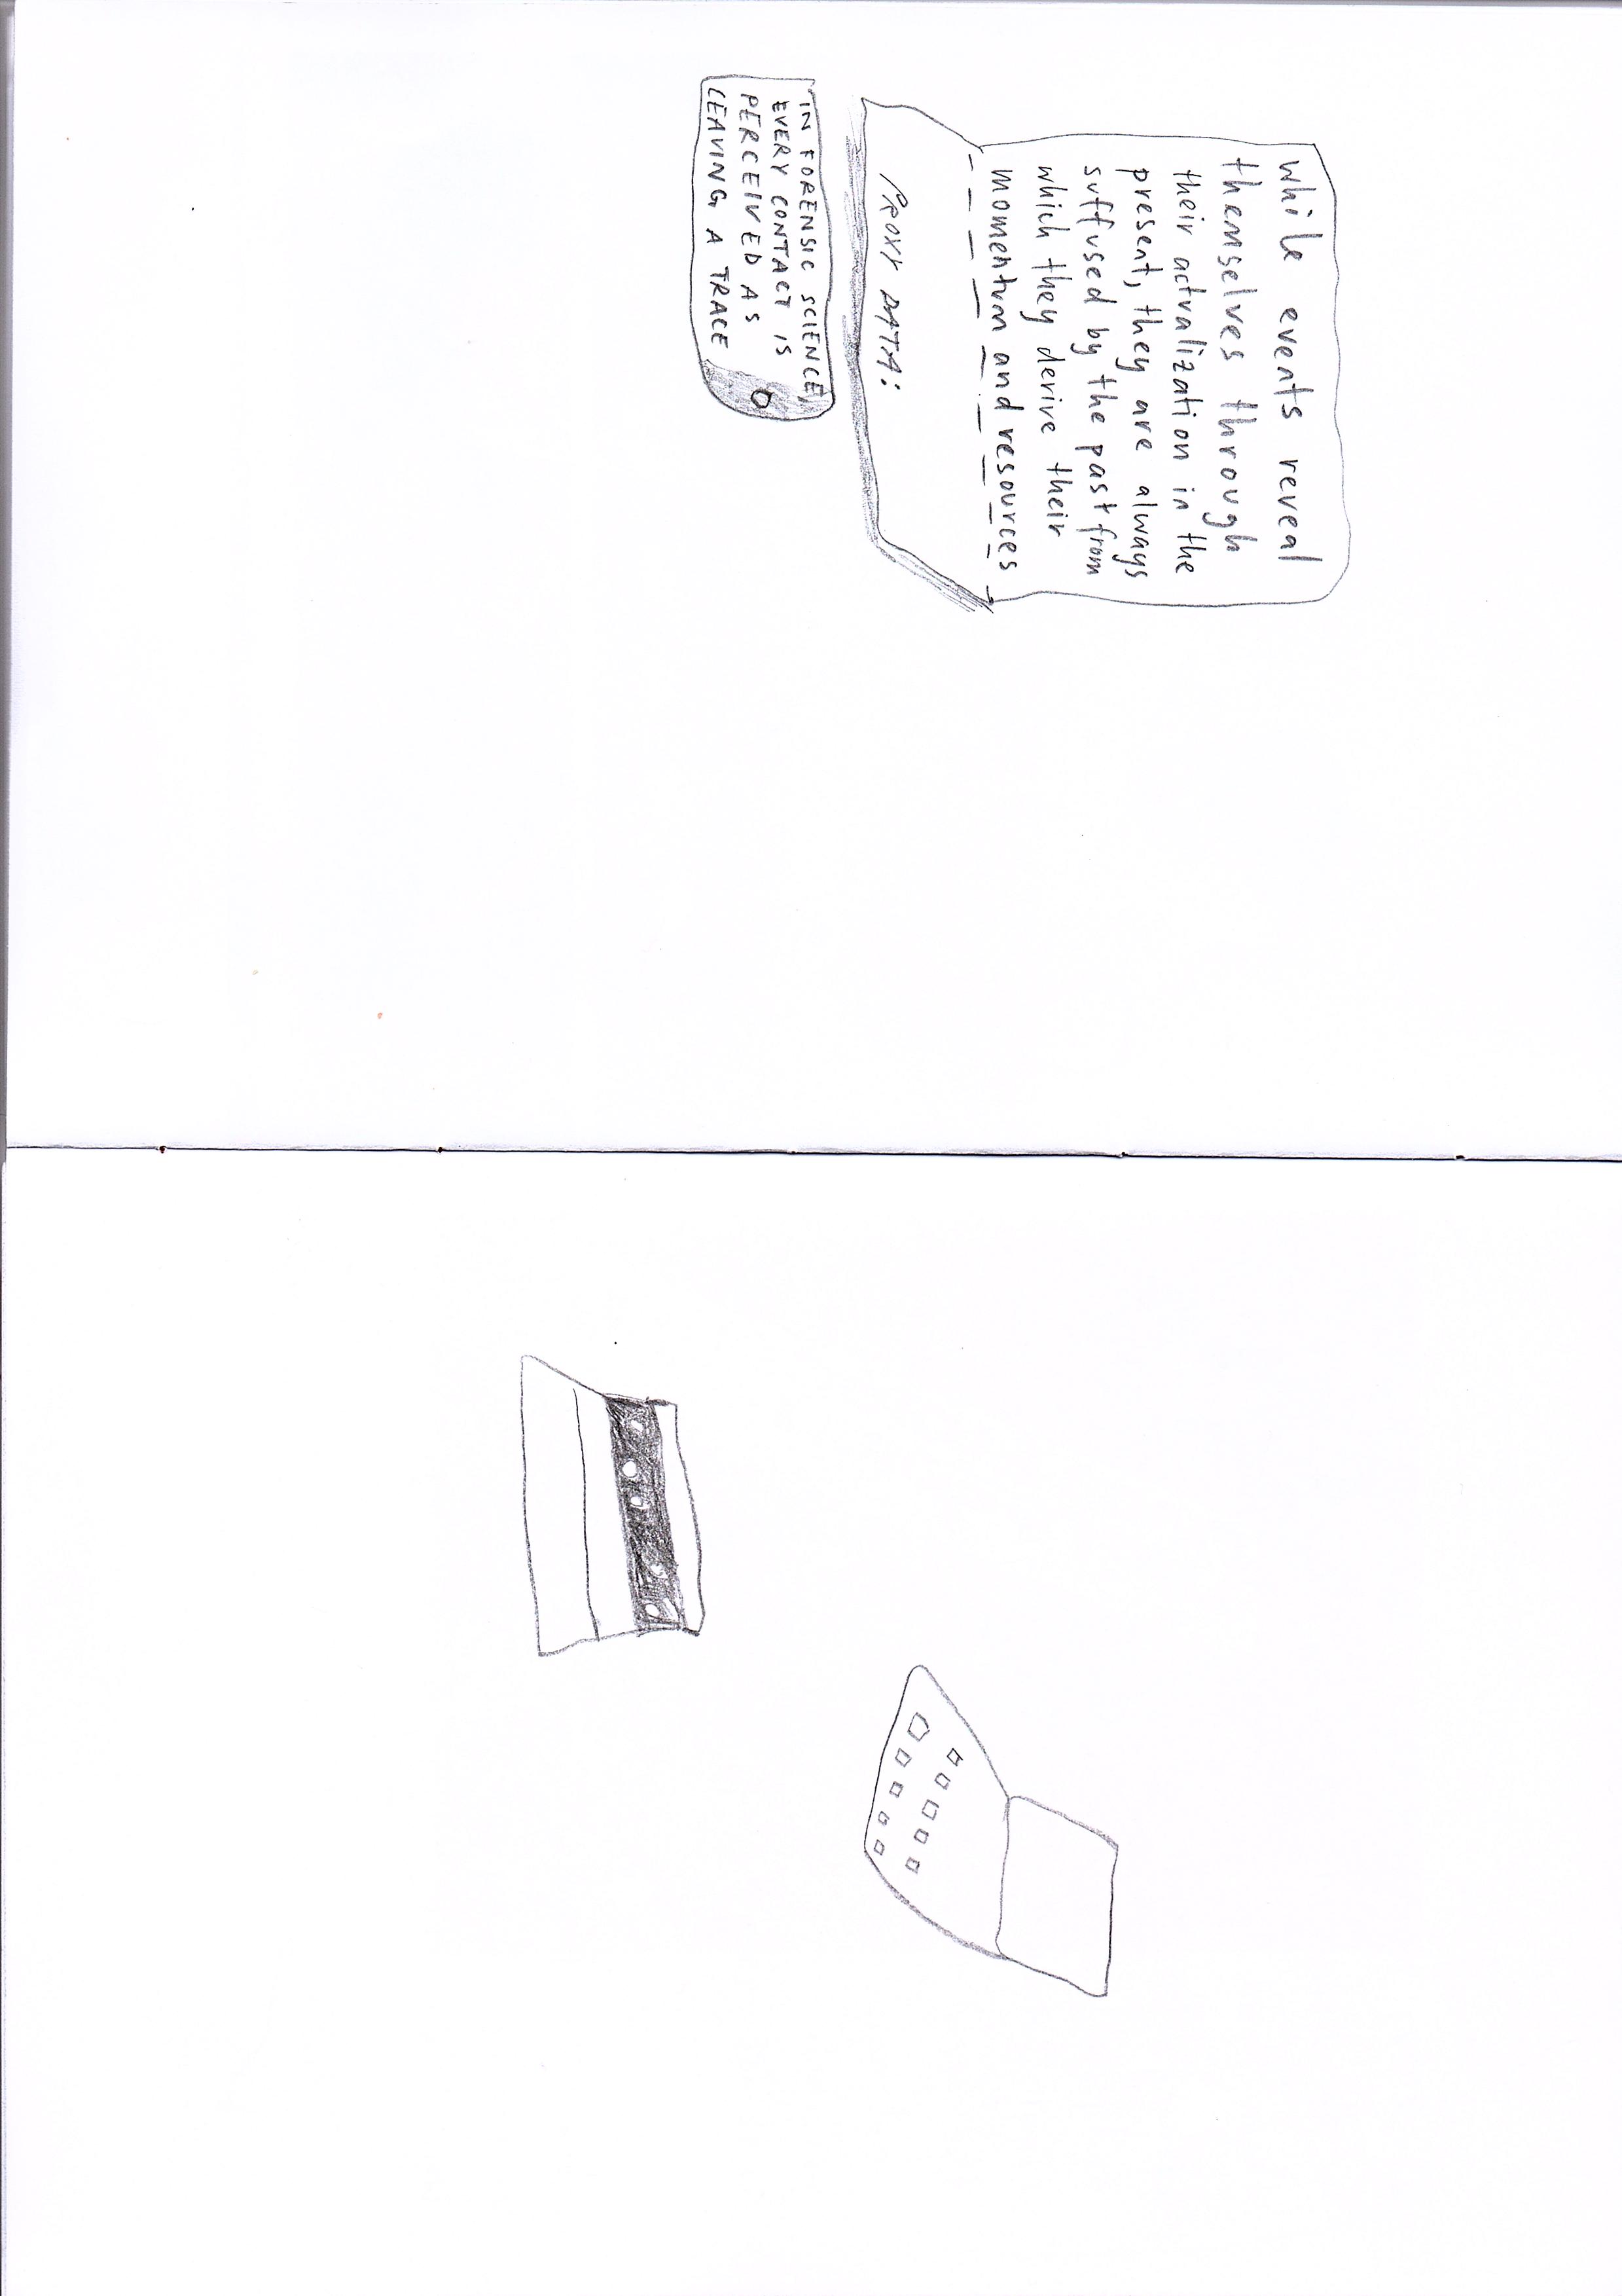 while events reveal
themselves through
their actualization in the
present, they are always
suffused by the past from
which they derive their
momentum and resources
PROXY DATA:
IN FORENSIC SCIENCE,
EVERY CONTACT IS
PERCEIVED AS
LEAVING A TRACE